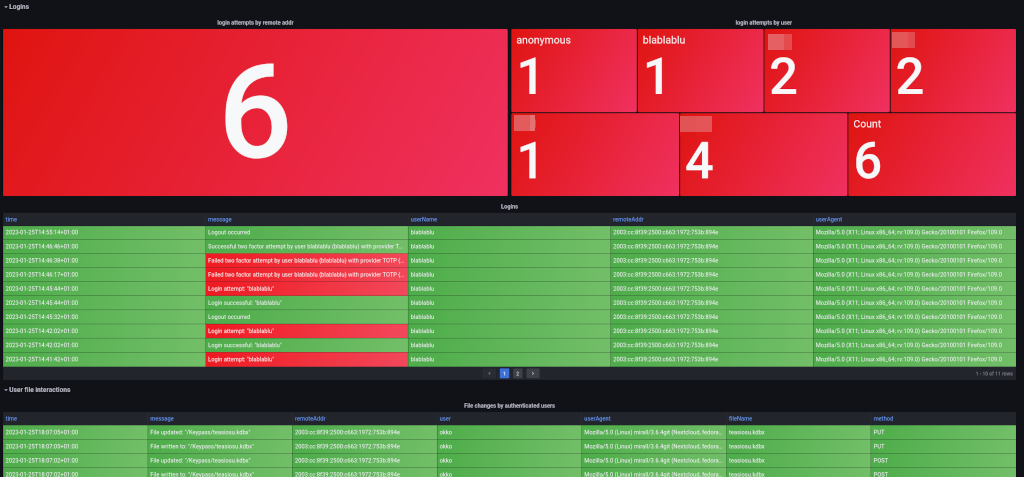 Logins
login attempts by remote addr
login attempts by user
6
anonymous
1
blablablu
1
2
2
1
4
Count
6
Logins
time message userName remoteAddr userAgent
2023-01-25T14:55:14+01:00 Logout occurred blablablu 2003:cc:8f39:2500:c663:1972:753b:894e Mozilla/5.0 (X11; Linux x86_64; rv:109.0) Gecko/20100101 Firefox/109.0
2023-01-25T14:46:46+01:00 Successful two factor attempt by user blablablu (blablablu) with provider T... blablablu 2003:cc:8f39:2500:c663:1972:753b:894e Mozilla/5.0 (X11; Linux x86_64; rv:109.0) Gecko/20100101 Firefox/109.0
2023-01-25T14:46:38+01:00 Failed two factor attempt by user blablablu (blablablu) with provider TOTP (... blablablu 2003:cc:8f39:2500:c663:1972:753b:894e Mozilla/5.0 (X11; Linux x86_64; rv:109.0) Gecko/20100101 Firefox/109.0
2023-01-25T14:46:17+01:00 Failed two factor attempt by user blablablu (blablablu) with provider TOTP (... blablablu 2003:cc:8f39:2500:c663:1972:753b:894e Mozilla/5.0 (X11; Linux x86_64; rv:109.0) Gecko/20100101 Firefox/109.0
2023-01-25T14:45:44+01:00 Login attempt: "blablablu" blablablu 2003:cc:8f39:2500:c663:1972:753b:894e Mozilla/5.0 (X11; Linux x86_64; rv:109.0) Gecko/20100101 Firefox/109.0
2023-01-25T14:45:44+01:00 Login successful: "blablablu" blablablu 2003:cc:8f39:2500:c663:1972:753b:894e Mozilla/5.0 (X11; Linux x86_64; rv:109.0) Gecko/20100101 Firefox/109.0
2023-01-25T14:45:32+01:00 Logout occurred blablablu 2003:cc:8f39:2500:c663:1972:753b:894e Mozilla/5.0 (X11; Linux x86_64; rv:109.0) Gecko/20100101 Firefox/109.0
2023-01-25T14:42:02+01:00 Login attempt: "blablablu" blablablu 2003:cc:8f39:2500:c663:1972:753b:894e Mozilla/5.0 (X11; Linux x86_64; rv:109.0) Gecko/20100101 Firefox/109.0
2023-01-25T14:42:02+01:00 Login successful: "blablablu" blablablu 2003:cc:8f39:2500:c663:1972:753b:894e Mozilla/5.0 (X11; Linux x86_64; rv:109.0) Gecko/20100101 Firefox/109.0
2023-01-25T14:41:42+01:00 Login attempt: "blablablu" blablablu 2003:cc:8f39:2500:c663:1972:753b:894e Mozilla/5.0 (X11; Linux x86_64; rv:109.0) Gecko/20100101 Firefox/109.0
1 2
1 - 10 of 11 rows
User file interactions
File changes by authenticated users
time message remoteAddr user userAgent fileName method
2023-01-25T18:07:05+01:00 File updated: "/Keypass/teasiosu.kdbx" 2003:cc:8f39:2500:c663:1972:753b:894e okko Mozilla/5.0 (Linux) mirall/3.6.4git (Nextcloud, fedora... teasiosu.kdbx PUT
2023-01-25T18:07:05+01:00 File written to: "/Keypass/teasiosu.kdbx" 2003:cc:8f39:2500:c663:1972:753b:894e okko Mozilla/5.0 (Linux) mirall/3.6.4git (Nextcloud, fedora... teasiosu.kdbx PUT
2023-01-25T18:07:02+01:00 File updated: "/Keypass/teasiosu.kdbx" 2003:cc:8f39:2500:c663:1972:753b:894e okko Mozilla/5.0 (Linux) mirall/3.6.4git (Nextcloud, fedora... teasiosu.kdbx POST
2023-01-25T18:07:02+01:00 File written to: "/Keypass/teasiosu.kdbx" 2003:cc:8f39:2500:c663:1972:753b:894e okko Mozilla/5.0 (Linux) mirall/3.6.4git (Nextcloud, fedora... teasiosu.kdbx POST